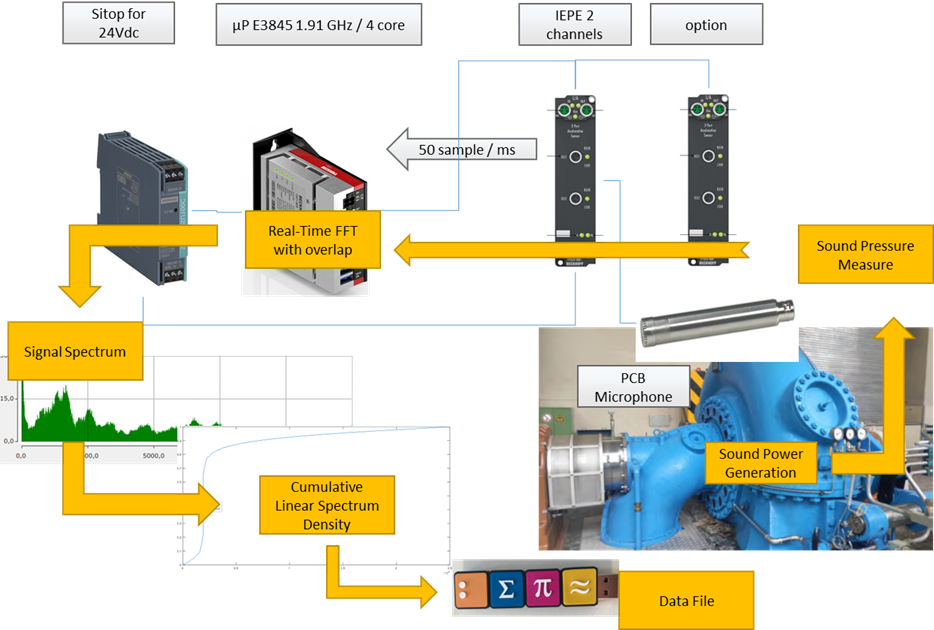 Sitop for
24Vdc
µP E3845 1.91 GHz / 4 core
IEPE 2
channels
option
50 sample / ms
Real-Time FFT
with overlap
Sound Pressure
Measure
Signal Spectrum
15,0
0,0
0,0
5000,0
PCB
Microphone
Sound Power
Generation
Cumulative
Linear Spectrum
Density
Σ π ≈
Data File